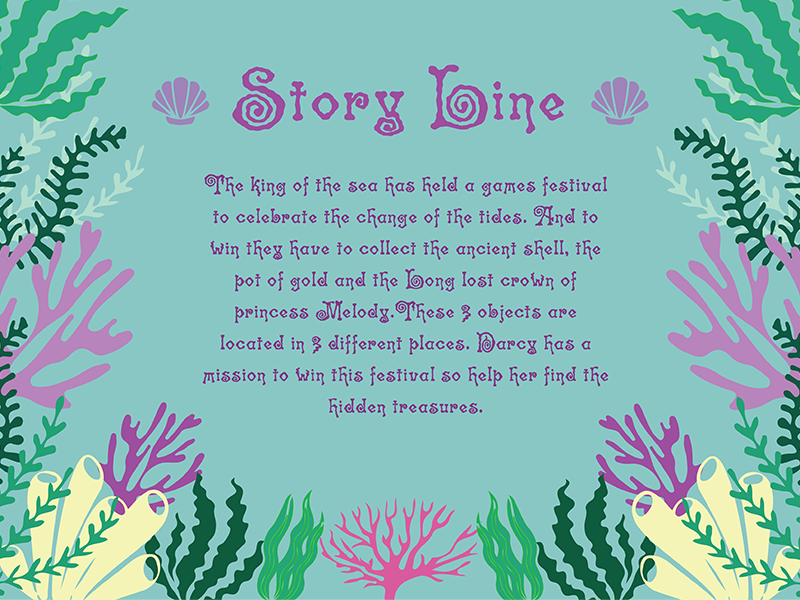 Story Line
The king of the sea has held a games festival
to celebrate the change of the tides. And to
win they have to collect the ancient shell, the
pot of gold and the Long lost crown of
princess Melody.These 3 objects are
located in 3 different places. Darcy has a
mission to win this festival so help her find the
hidden treasures.